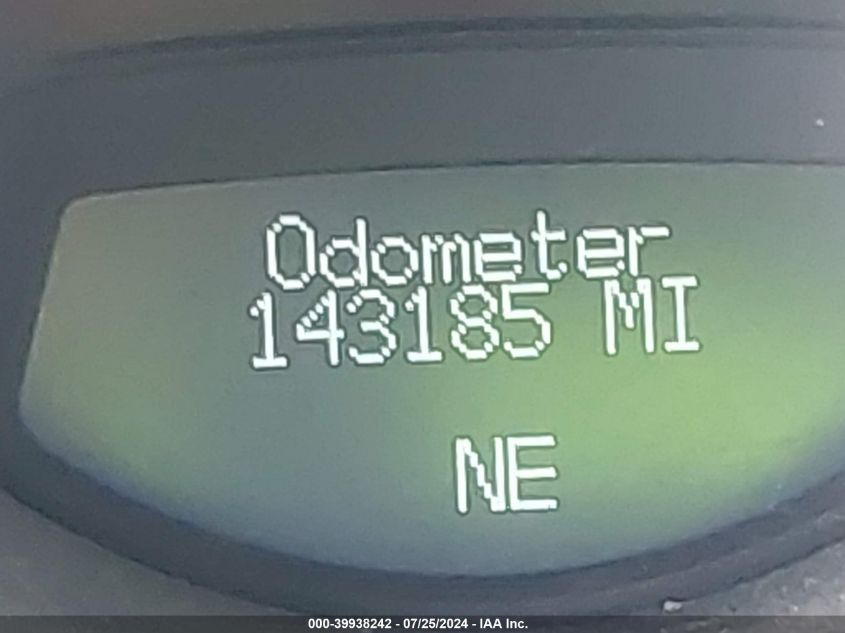 Odometer
143185 MI
NE
000-39938242 - 07/25/2024 - IAA Inc.